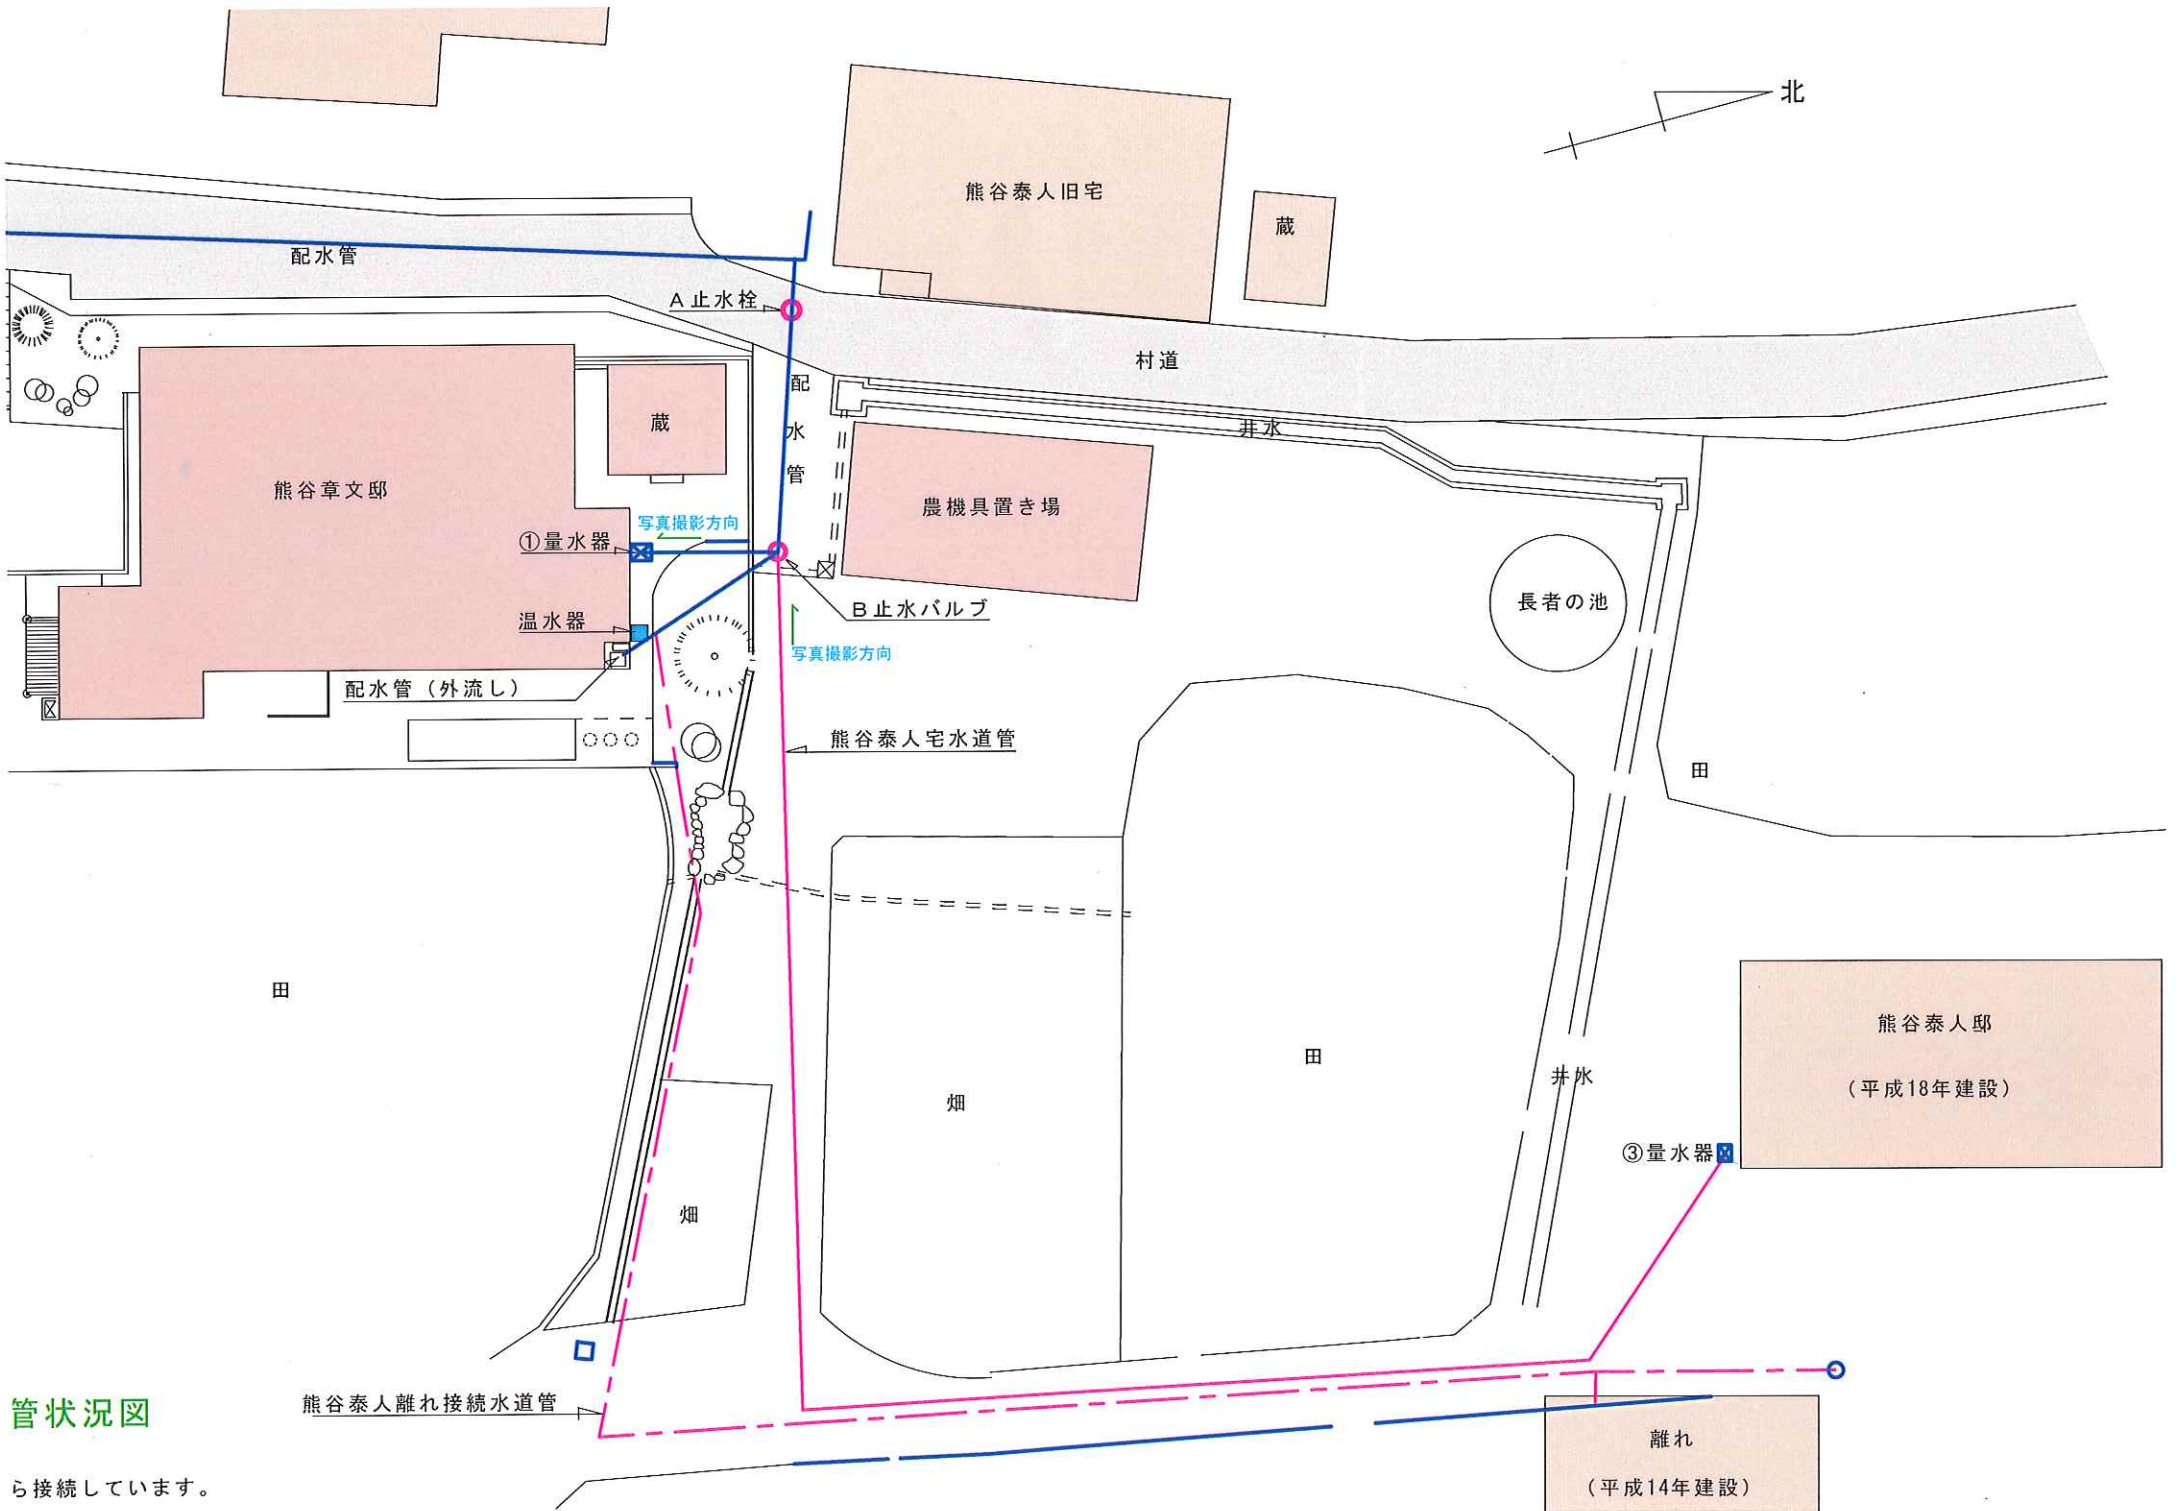 北
熊谷泰人旧宅
蔵
配水管
A止水栓
村道
配水管
井水
蔵
熊谷章文邸
農機具置き場
写真撮影方向
①量水器
長者の池
B止水バルブ
温水器
写真撮影方向
配水管（外流し）
熊谷泰人宅水道管
田
田
熊谷泰人邸
（平成18年建設）
田
井水
畑
③量水器
畑
熊谷泰人離れ接続水道管
管状況図
離れ
（平成14年建設）
ら接続しています。